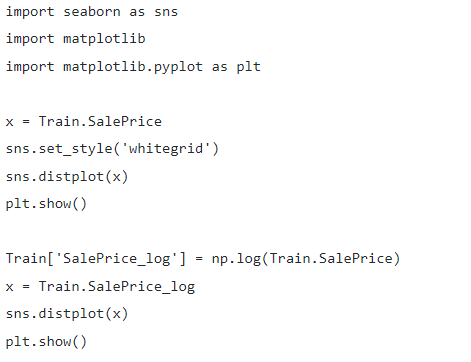 import seaborn as sns
import matplotlib
import matplotlib.pyplot as plt
x = Train.SalePrice
sns.set_style('whitegrid')
sns.distplot(x)
plt.show()
Train['SalePrice_log'] = np.log(Train.SalePrice)
x = Train.SalePrice_log
sns.distplot(x)
plt.show()